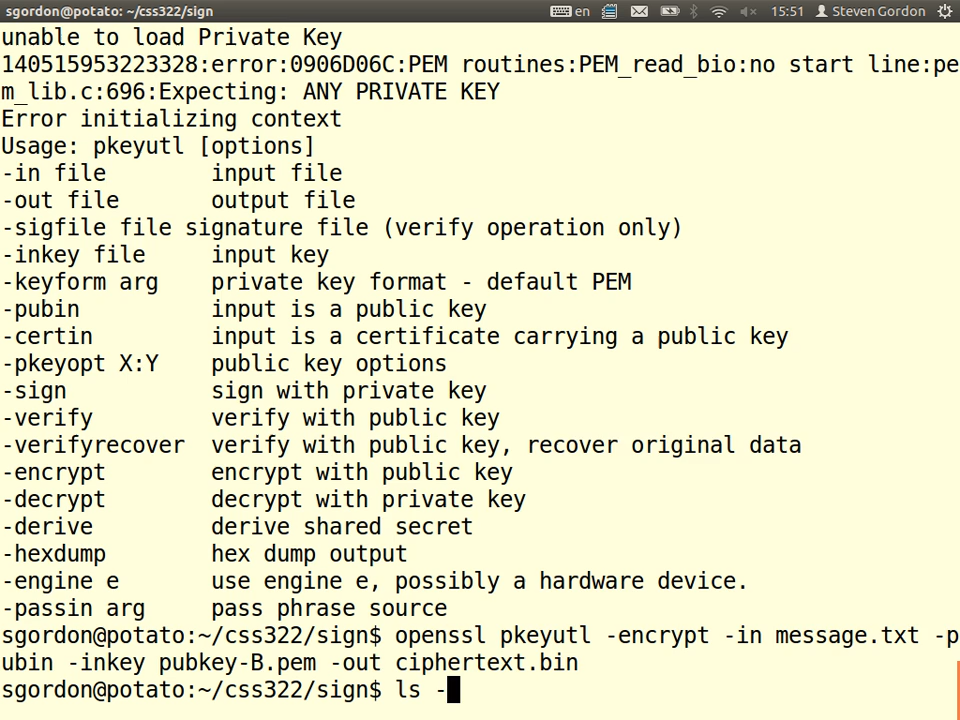 sgordon@potato: ~/css322/sign en 15:51 Steven Gordon
unable to load Private Key
140515953223328:error:0906D06C:PEM routines:PEM_read_bio:no start line:pe
m_lib.c:696:Expecting: ANY PRIVATE KEY
Error initializing context
Usage: pkeyutl [options]
-in file        input file
-out file       output file
-sigfile file signature file (verify operation only)
-inkey file     input key
-keyform arg    private key format - default PEM
-pubin          input is a public key
-certin         input is a certificate carrying a public key
-pkeyopt X:Y    public key options
-sign           sign with private key
-verify         verify with public key
-verifyrecover  verify with public key, recover original data
-encrypt        encrypt with public key
-decrypt        decrypt with private key
-derive         derive shared secret
-hexdump        hex dump output
-engine e       use engine e, possibly a hardware device.
-passin arg     pass phrase source
sgordon@potato:~/css322/sign$ openssl pkeyutl -encrypt -in message.txt -p
ubin -inkey pubkey-B.pem -out ciphertext.bin
sgordon@potato:~/css322/sign$ ls -